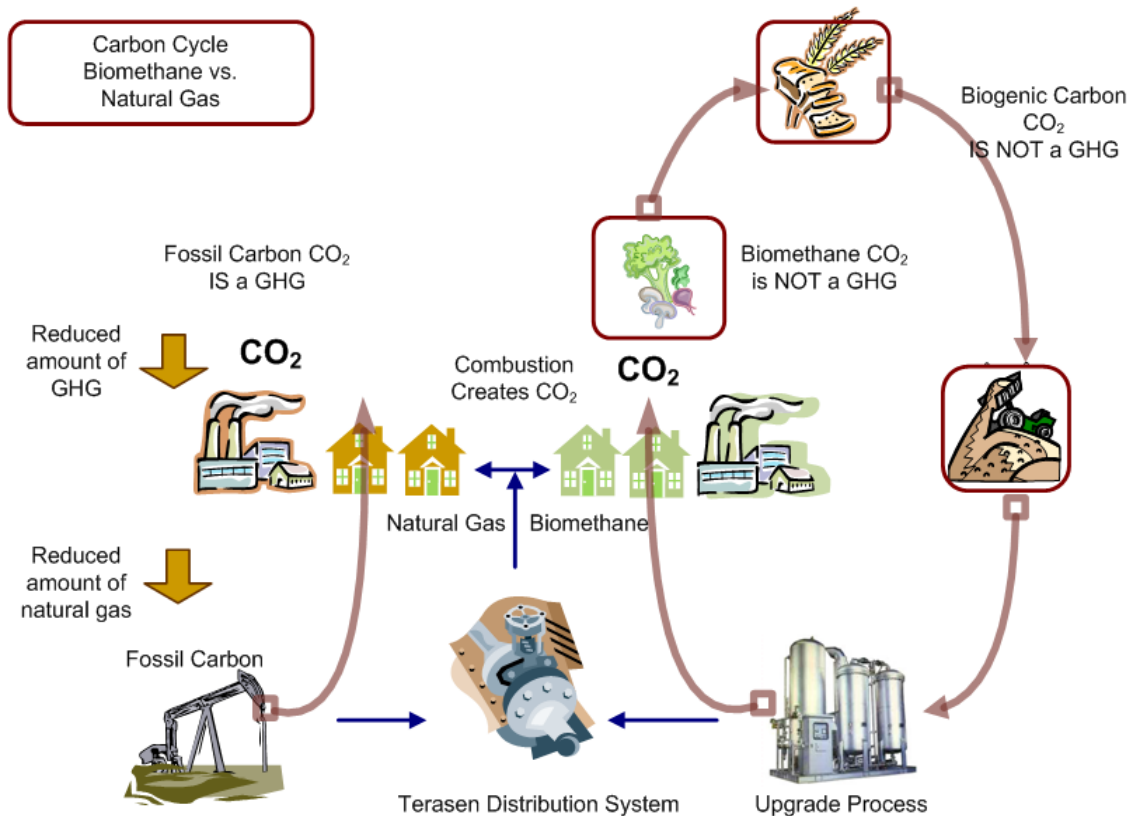 Carbon Cycle
Biomethane vs.
Natural Gas
Biogenic Carbon
CO₂
IS NOT a GHG
Fossil Carbon CO₂
IS a GHG
Biomethane CO₂
is NOT a GHG
Reduced
amount of
GHG
CO₂
Combustion
Creates CO₂
CO₂
Natural Gas
Biomethane
Reduced
amount of
natural gas
Fossil Carbon
Terasen Distribution System
Upgrade Process